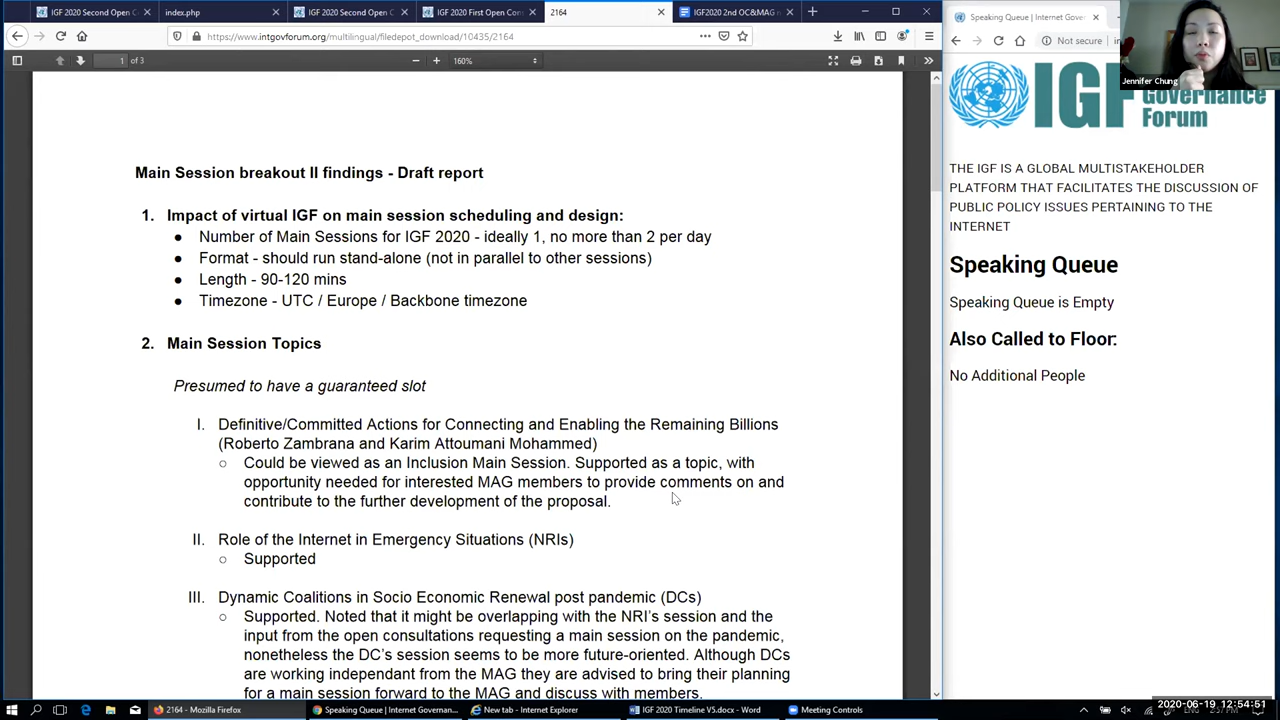 IGF 2020 Second Open C
index.php
IGF 2020 Second Open C
IGF 2020 First Open Con
2164
IGF2020 2nd OC&MAG
https://www.intgovforum.org/multilingual/filedepot_download/10435/2164
1 of 3
160%
Main Session breakout II findings - Draft report
1. Impact of virtual IGF on main session scheduling and design:
● Number of Main Sessions for IGF 2020 - ideally 1, no more than 2 per day
● Format - should run stand-alone (not in parallel to other sessions)
● Length - 90-120 mins
● Timezone - UTC / Europe / Backbone timezone
2. Main Session Topics
Presumed to have a guaranteed slot
I. Definitive/Committed Actions for Connecting and Enabling the Remaining Billions
(Roberto Zambrana and Karim Attoumani Mohammed)
○ Could be viewed as an Inclusion Main Session. Supported as a topic, with
opportunity needed for interested MAG members to provide comments on and
contribute to the further development of the proposal.
II. Role of the Internet in Emergency Situations (NRIs)
○ Supported
III. Dynamic Coalitions in Socio Economic Renewal post pandemic (DCs)
○ Supported. Noted that it might be overlapping with the NRI's session and the
input from the open consultations requesting a main session on the pandemic,
nonetheless the DC's session seems to be more future-oriented. Although DCs
are working independant from the MAG they are advised to bring their planning
for a main session forward to the MAG and discuss with members.
Speaking Queue | Internet Gover
Not secure
Jennifer Chung
IGF Governance
Forum
THE IGF IS A GLOBAL MULTISTAKEHOLDER
PLATFORM THAT FACILITATES THE DISCUSSION OF
PUBLIC POLICY ISSUES PERTAINING TO THE
INTERNET
Speaking Queue
Speaking Queue is Empty
Also Called to Floor:
No Additional People
2164 - Mozilla Firefox
Speaking Queue | Internet Governa...
New tab - Internet Explorer
IGF 2020 Timeline V5.docx - Word
Meeting Controls
2020-06-19 12:54:51